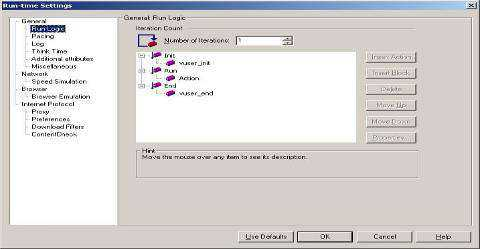 Run-time Settings
General
Run Logic
Pacing
Log
Think Time
Additional attributes
Miscellaneous
Network
Speed Simulation
Browser
Browser Emulation
Internet Protocol
Proxy
Preferences
Download Filters
ContentCheck
General: Run Logic
Iteration Count
Number of Iterations: 1
Init
vuser_init
Run
Action
End
vuser_end
Insert Action
Insert Block
Delete
Move Up
Move Down
Properties...
Hint
Move the mouse over any item to see its description.
Use Defaults
OK
Cancel
Help